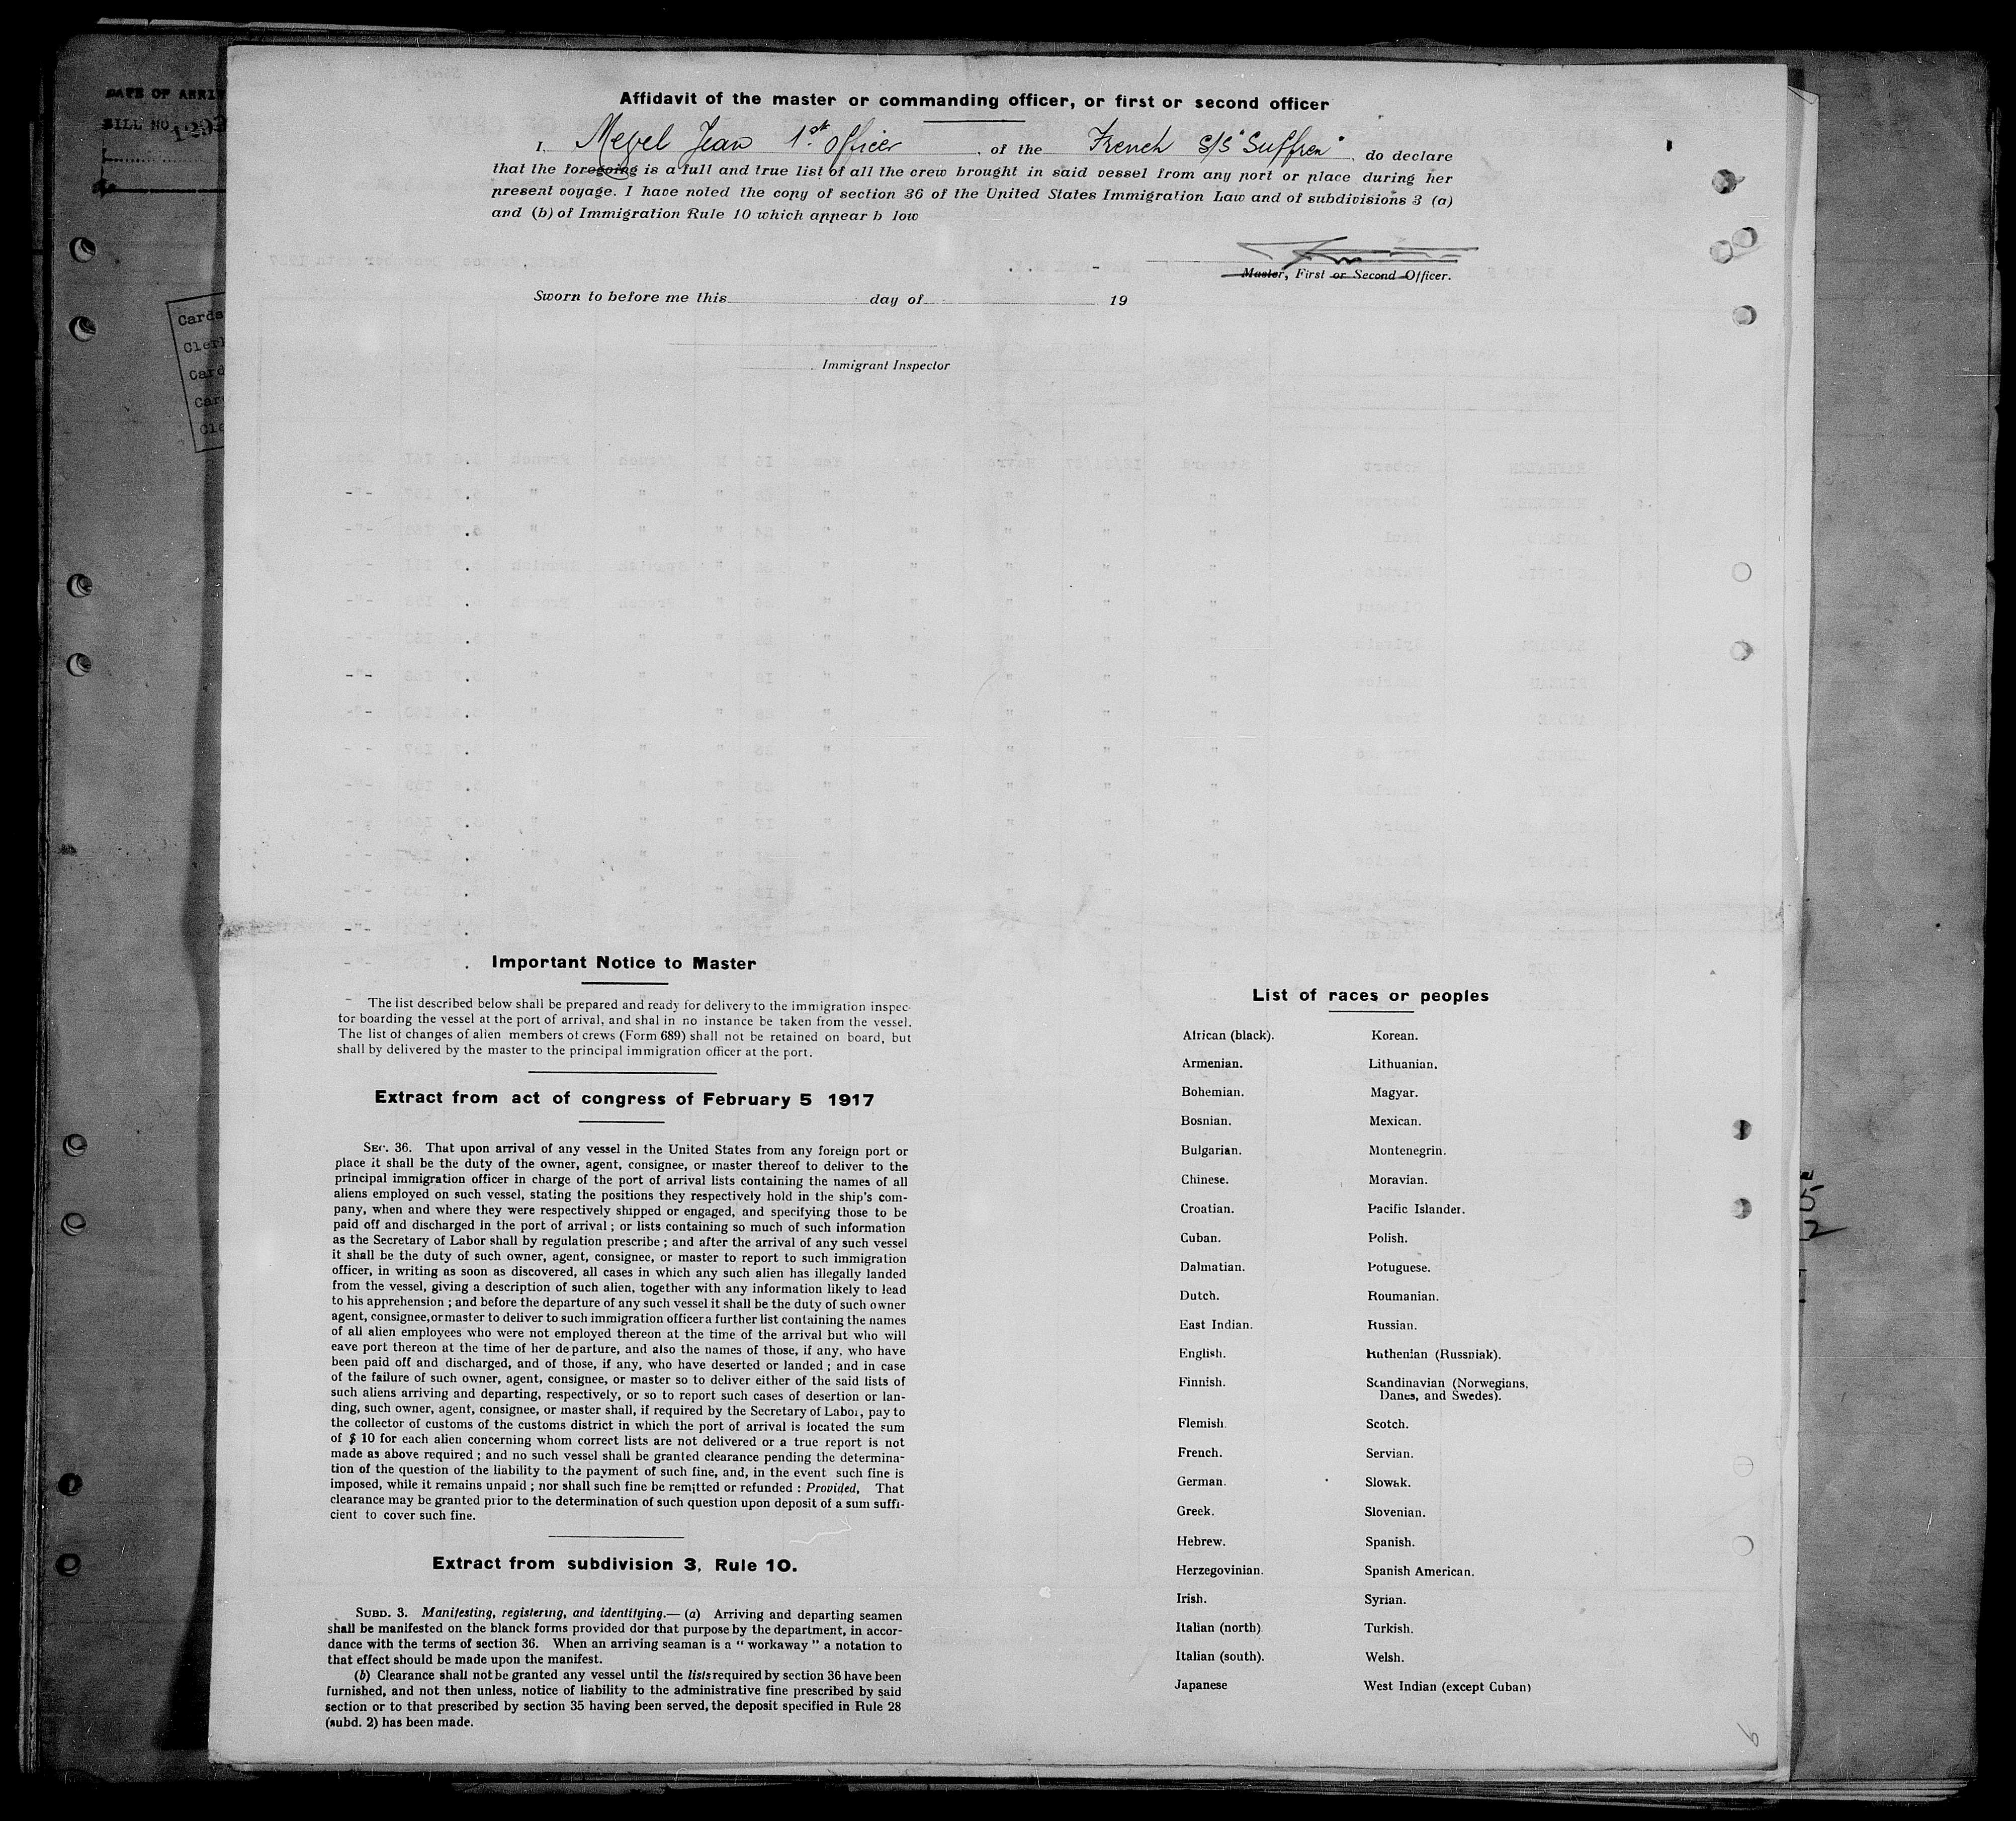 DATE OF ARRI
BILL NO.
Carda
Clerk
Card
Card
Cle
Affidavit of the master or commanding officer, or first or second officer
I, Mevel Jean 1st officer, of the French S/S "Suffren", do declare
that the foregoing is a full and true list of all the crew brought in said vessel from any port or place during her
present voyage. I have noted the copy of section 36 of the United States Immigration Law and of subdivisions 3 (a)
and (b) of Immigration Rule 10 which appear b low
Master, First or Second Officer.
Sworn to before me this day of 19
Immigrant Inspector
Important Notice to Master
The list described below shall be prepared and ready for delivery to the immigration inspec-
tor boarding the vessel at the port of arrival, and shal in no instance be taken from the vessel.
The list of changes of alien members of crews (Form 689) shall not be retained on board, but
shall by delivered by the master to the principal immigration officer at the port.
Extract from act of congress of February 5 1917
SEC. 36. That upon arrival of any vessel in the United States from any foreign port or
place it shall be the duty of the owner, agent, consignee, or master thereof to deliver to the
principal immigration officer in charge of the port of arrival lists containing the names of all
aliens employed on such vessel, stating the positions they respectively hold in the ship's com-
pany, when and where they were respectively shipped or engaged, and specifying those to be
paid off and discharged in the port of arrival ; or lists containing so much of such information
as the Secretary of Labor shall by regulation prescribe ; and after the arrival of any such vessel
it shall be the duty of such owner, agent, consignee, or master to report to such immigration
officer, in writing as soon as discovered, all cases in which any such alien has illegally landed
from the vessel, giving a description of such alien, together with any information likely to lead
to his apprehension ; and before the departure of any such vessel it shall be the duty of such owner
agent, consignee, or master to deliver to such immigration officer a further list containing the names
of all alien employees who were not employed thereon at the time of the arrival but who will
eave port thereon at the time of her departure, and also the names of those, if any, who have
been paid off and discharged, and of those, if any, who have deserted or landed ; and in case
of the failure of such owner, agent, consignee, or master so to deliver either of the said lists of
such aliens arriving and departing, respectively, or so to report such cases of desertion or lan-
ding, such owner, agent, consignee, or master shall, if required by the Secretary of Labor, pay to
the collector of customs of the customs district in which the port of arrival is located the sum
of $ 10 for each alien concerning whom correct lists are not delivered or a true report is not
made as above required ; and no such vessel shall be granted clearance pending the determina-
tion of the question of the liability to the payment of such fine, and, in the event such fine is
imposed, while it remains unpaid ; nor shall such fine be remitted or refunded : Provided, That
clearance may be granted prior to the determination of such question upon deposit of a sum suffi-
cient to cover such fine.
Extract from subdivision 3, Rule 10.
SUBD. 3. Manifesting, registering, and identifying.— (a) Arriving and departing seamen
shall be manifested on the blanck forms provided dor that purpose by the department, in accor-
dance with the terms of section 36. When an arriving seaman is a " workaway " a notation to
that effect should be made upon the manifest.
(b) Clearance shall not be granted any vessel until the lists required by section 36 have been
furnished, and not then unless, notice of liability to the administrative fine prescribed by said
section or to that prescribed by section 35 having been served, the deposit specified in Rule 28
(subd. 2) has been made.
List of races or peoples
African (black).
Armenian.
Bohemian.
Bosnian.
Bulgarian.
Chinese.
Croatian.
Cuban.
Dalmatian.
Dutch.
East Indian.
English.
Finnish.
Flemish.
French.
German.
Greek.
Hebrew.
Herzegovinian.
Irish.
Italian (north)
Italian (south).
Japanese
Korean.
Lithuanian.
Magyar.
Mexican.
Montenegrin.
Moravian.
Pacific Islander.
Polish.
Potuguese.
Roumanian.
Russian.
Ruthenian (Russniak).
Scandinavian (Norwegians,
Danes, and Swedes).
Scotch.
Servian.
Slowak.
Slovenian.
Spanish.
Spanish American.
Syrian.
Turkish.
Welsh.
West Indian (except Cuban)